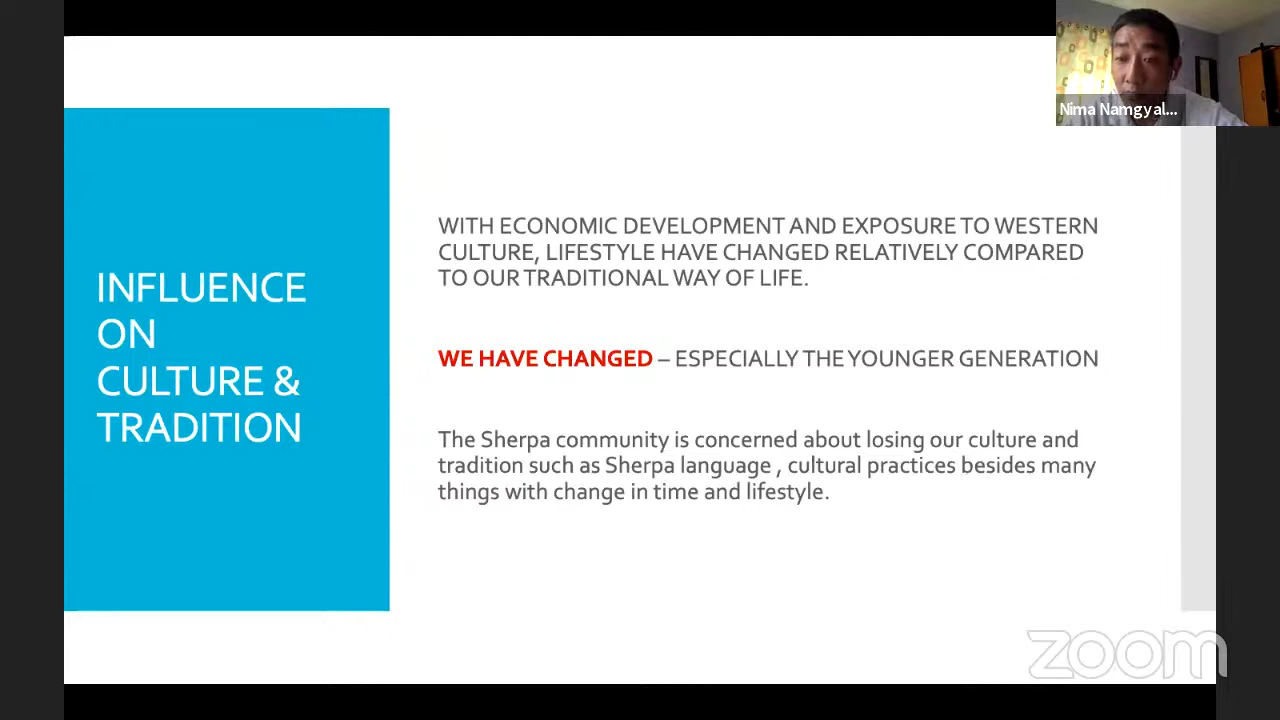 Nima Namgyal...
INFLUENCE
ON
CULTURE &
TRADITION
WITH ECONOMIC DEVELOPMENT AND EXPOSURE TO WESTERN
CULTURE, LIFESTYLE HAVE CHANGED RELATIVELY COMPARED
TO OUR TRADITIONAL WAY OF LIFE.
WE HAVE CHANGED – ESPECIALLY THE YOUNGER GENERATION
The Sherpa community is concerned about losing our culture and
tradition such as Sherpa language , cultural practices besides many
things with change in time and lifestyle.
zoom